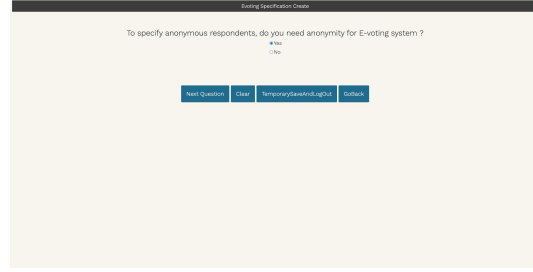 Evoting Specification Create
To specify anonymous respondents, do you need anonymity for E-voting system ?
Yes
No
Next Question Clear TemporarySaveAndLogOut GoBack